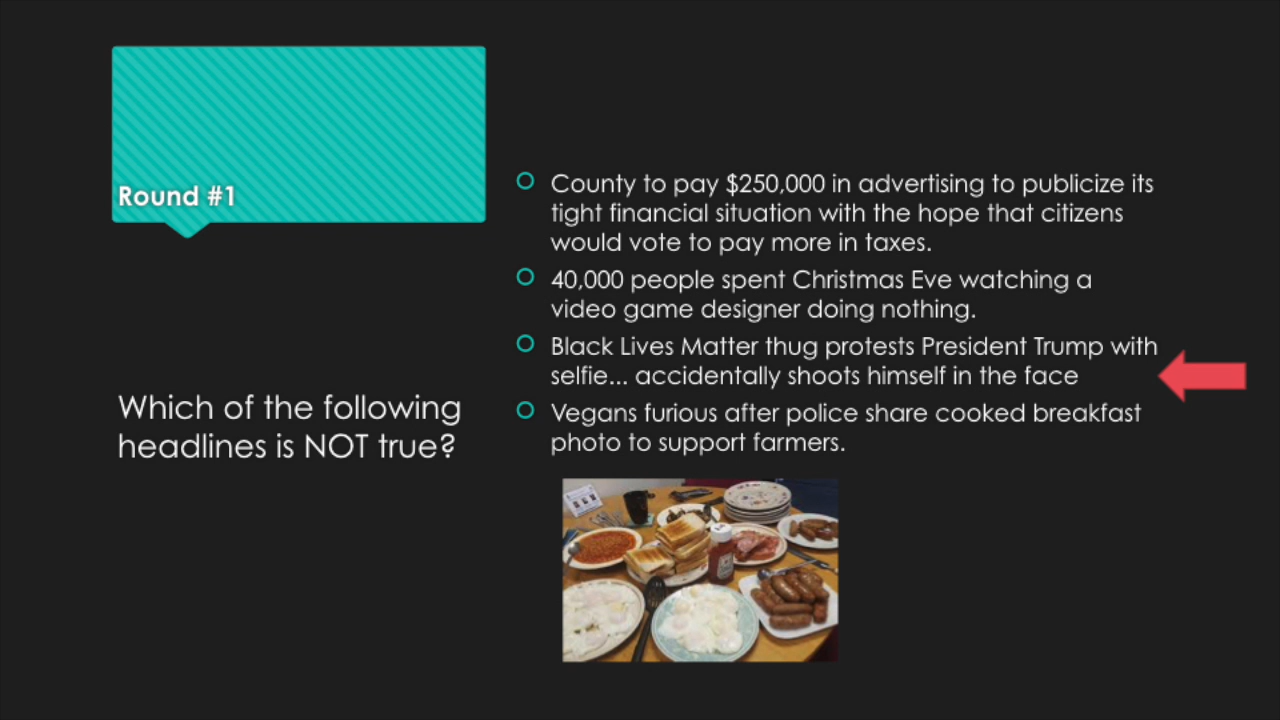 Round #1
Which of the following
headlines is NOT true?
County to pay $250,000 in advertising to publicize its
tight financial situation with the hope that citizens
would vote to pay more in taxes.
40,000 people spent Christmas Eve watching a
video game designer doing nothing.
Black Lives Matter thug protests President Trump with
selfie... accidentally shoots himself in the face
Vegans furious after police share cooked breakfast
photo to support farmers.